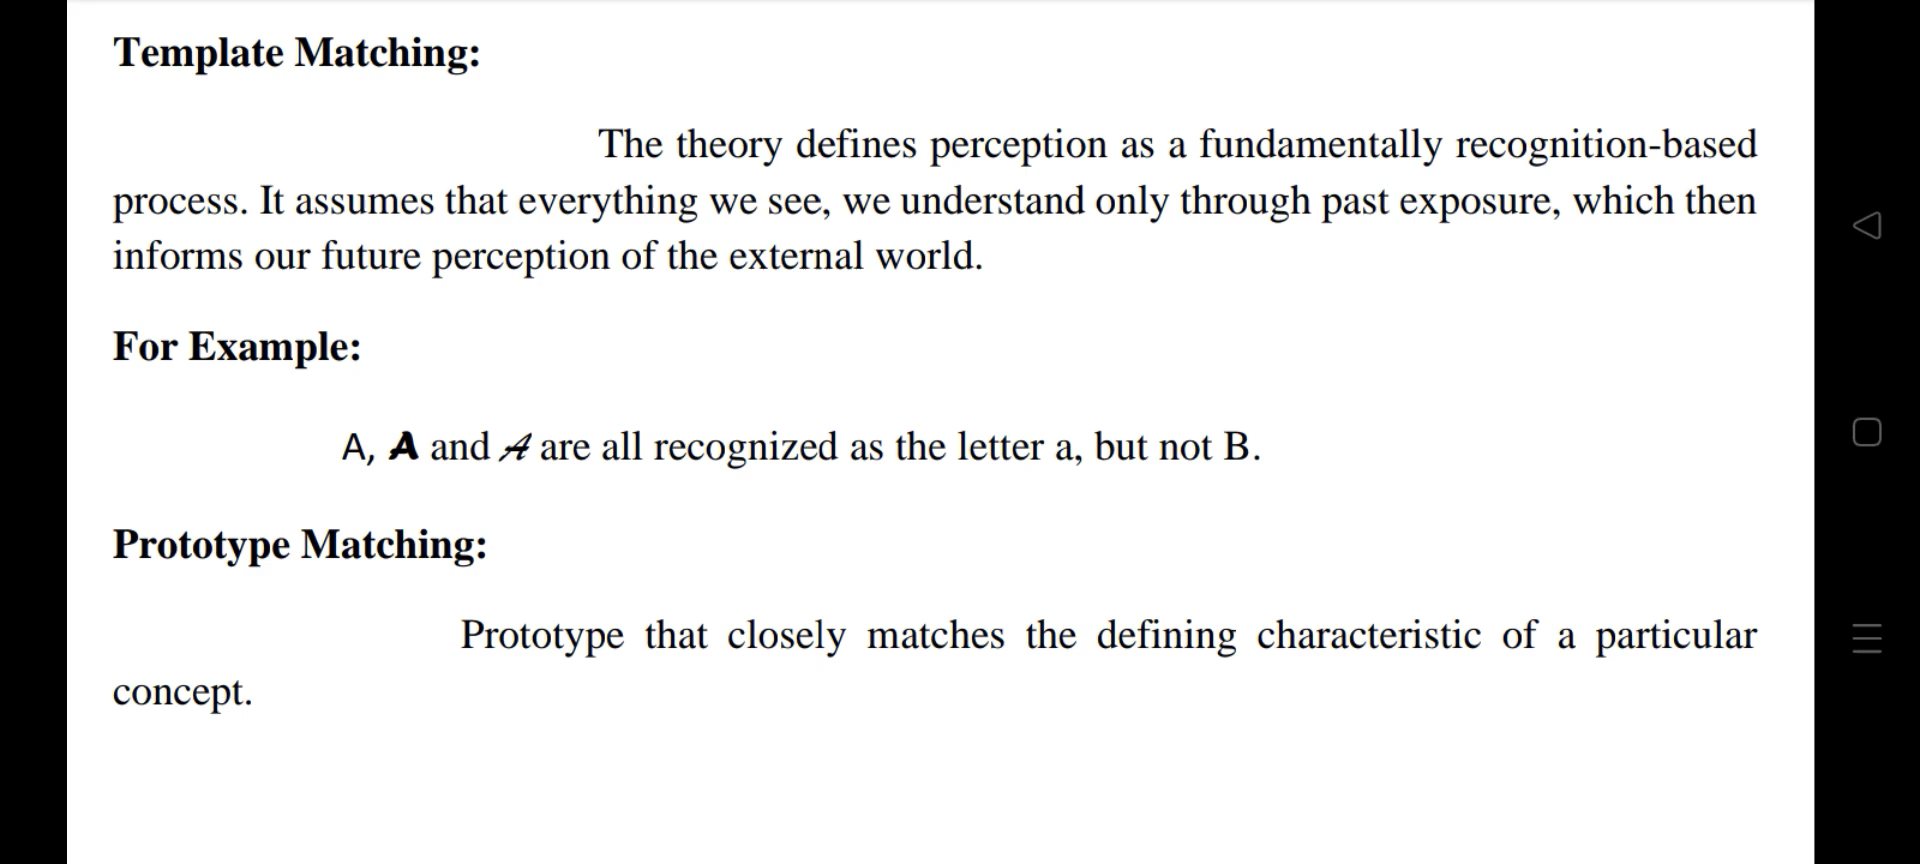 Template Matching:
The theory defines perception as a fundamentally recognition-based
process. It assumes that everything we see, we understand only through past exposure, which then
informs our future perception of the external world.
For Example:
A, A and 𝒜 are all recognized as the letter a, but not B.
Prototype Matching:
Prototype that closely matches the defining characteristic of a particular
concept.